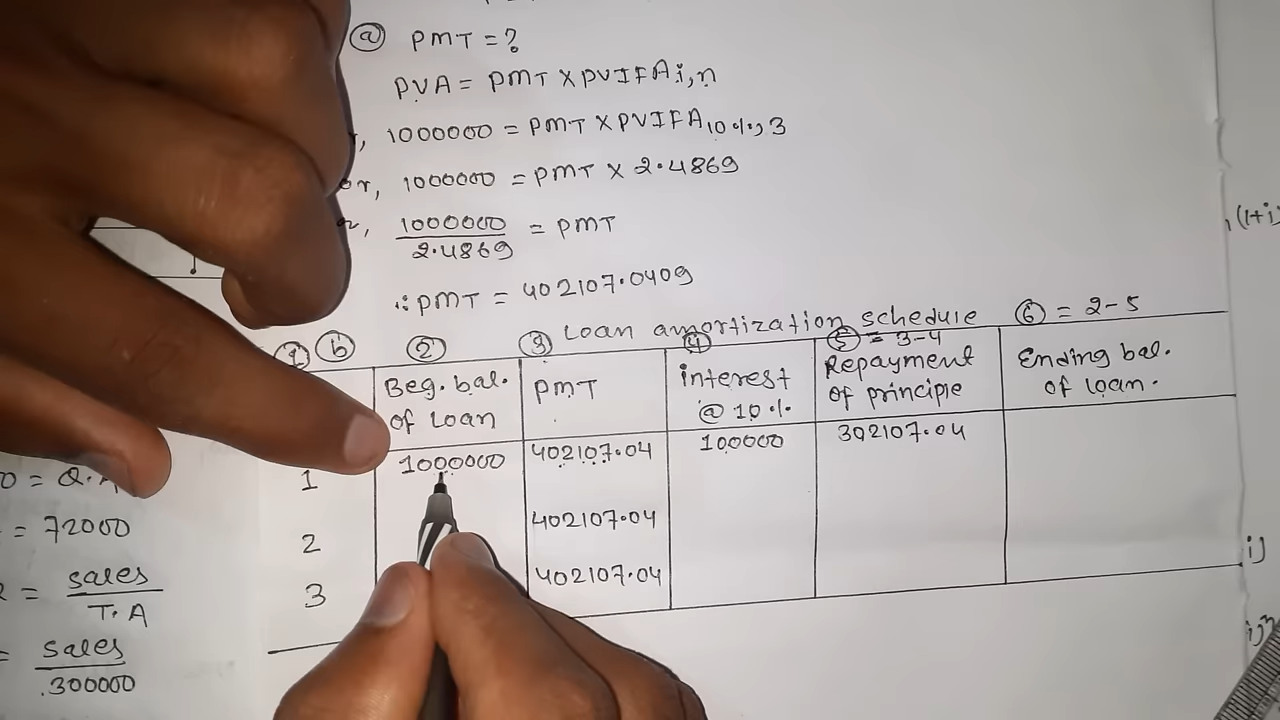 ⓐ PMT = ?
PVA = PMT X PVIFA i,n
1000000 = PMT X PVIFA 10%, 3
or, 1000000 = PMT X 2.4869
1000000 / 2.4869 = PMT
∴ PMT = 402107.0409
ⓑ Loan amortization schedule
① ② ③ ④ ⑤ = 3-4 ⑥ = 2-5
Beg. bal. of Loan PMT interest @ 10% Repayment of principle Ending bal. of loan.
1 1000000 402107.04 100000 302107.04
2 402107.04
3 402107.04
= 72000
= sales / T.A
= sales / 300000
, (1+i)